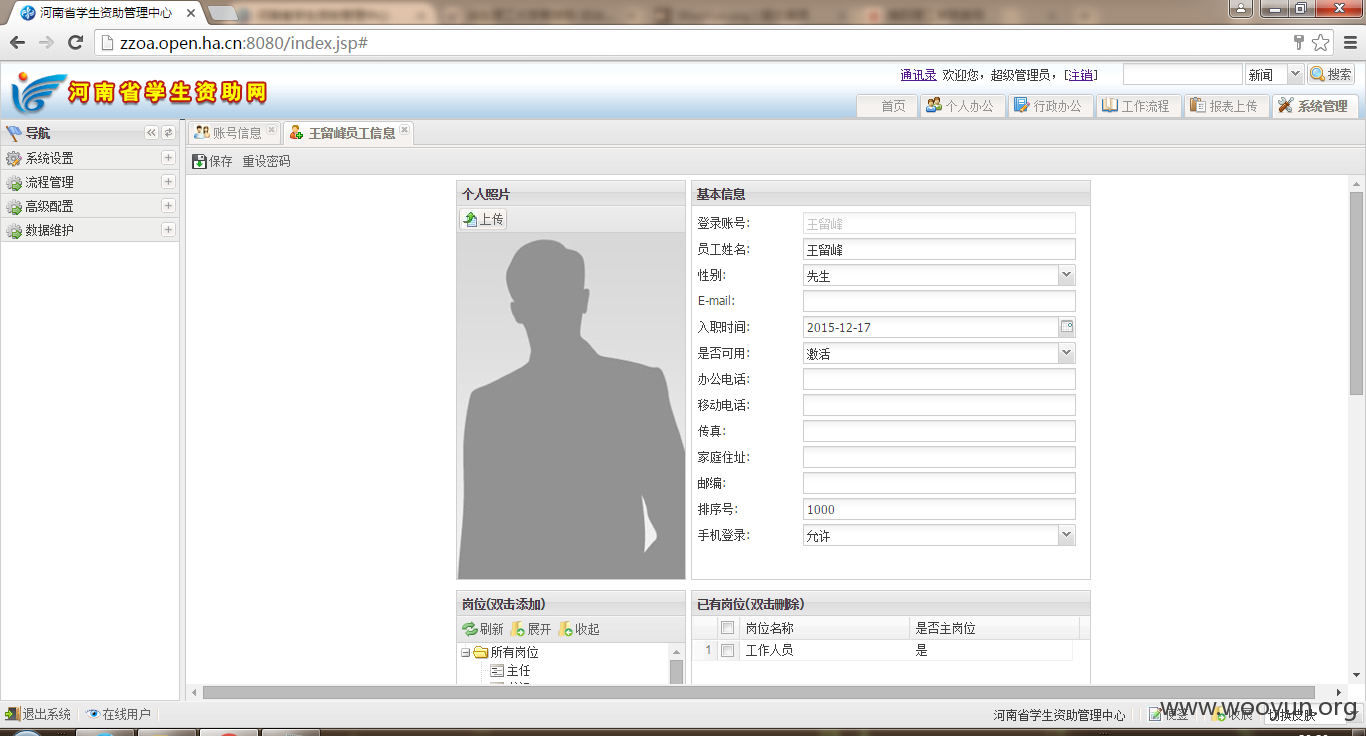 河南省学生资助管理中心
zzoa.open.ha.cn:8080/index.jsp#
河南省学生资助网
通讯录 欢迎您，超级管理员，[注销] 新闻 搜索
首页 个人办公 行政办公 工作流程 报表上传 系统管理
导航
系统设置
流程管理
高级配置
数据维护
账号信息 王留峰员工信息
保存 重设密码
个人照片
上传
基本信息
登录账号: 王留峰
员工姓名: 王留峰
性别: 先生
E-mail:
入职时间: 2015-12-17
是否可用: 激活
办公电话:
移动电话:
传真:
家庭住址:
邮编:
排序号: 1000
手机登录: 允许
岗位(双击添加)
刷新 展开 收起
所有岗位
主任
已有岗位(双击删除)
岗位名称 是否主岗位
1 工作人员 是
退出系统 在线用户
河南省学生资助管理中心 便签 收展 切换皮肤
www.wooyun.org